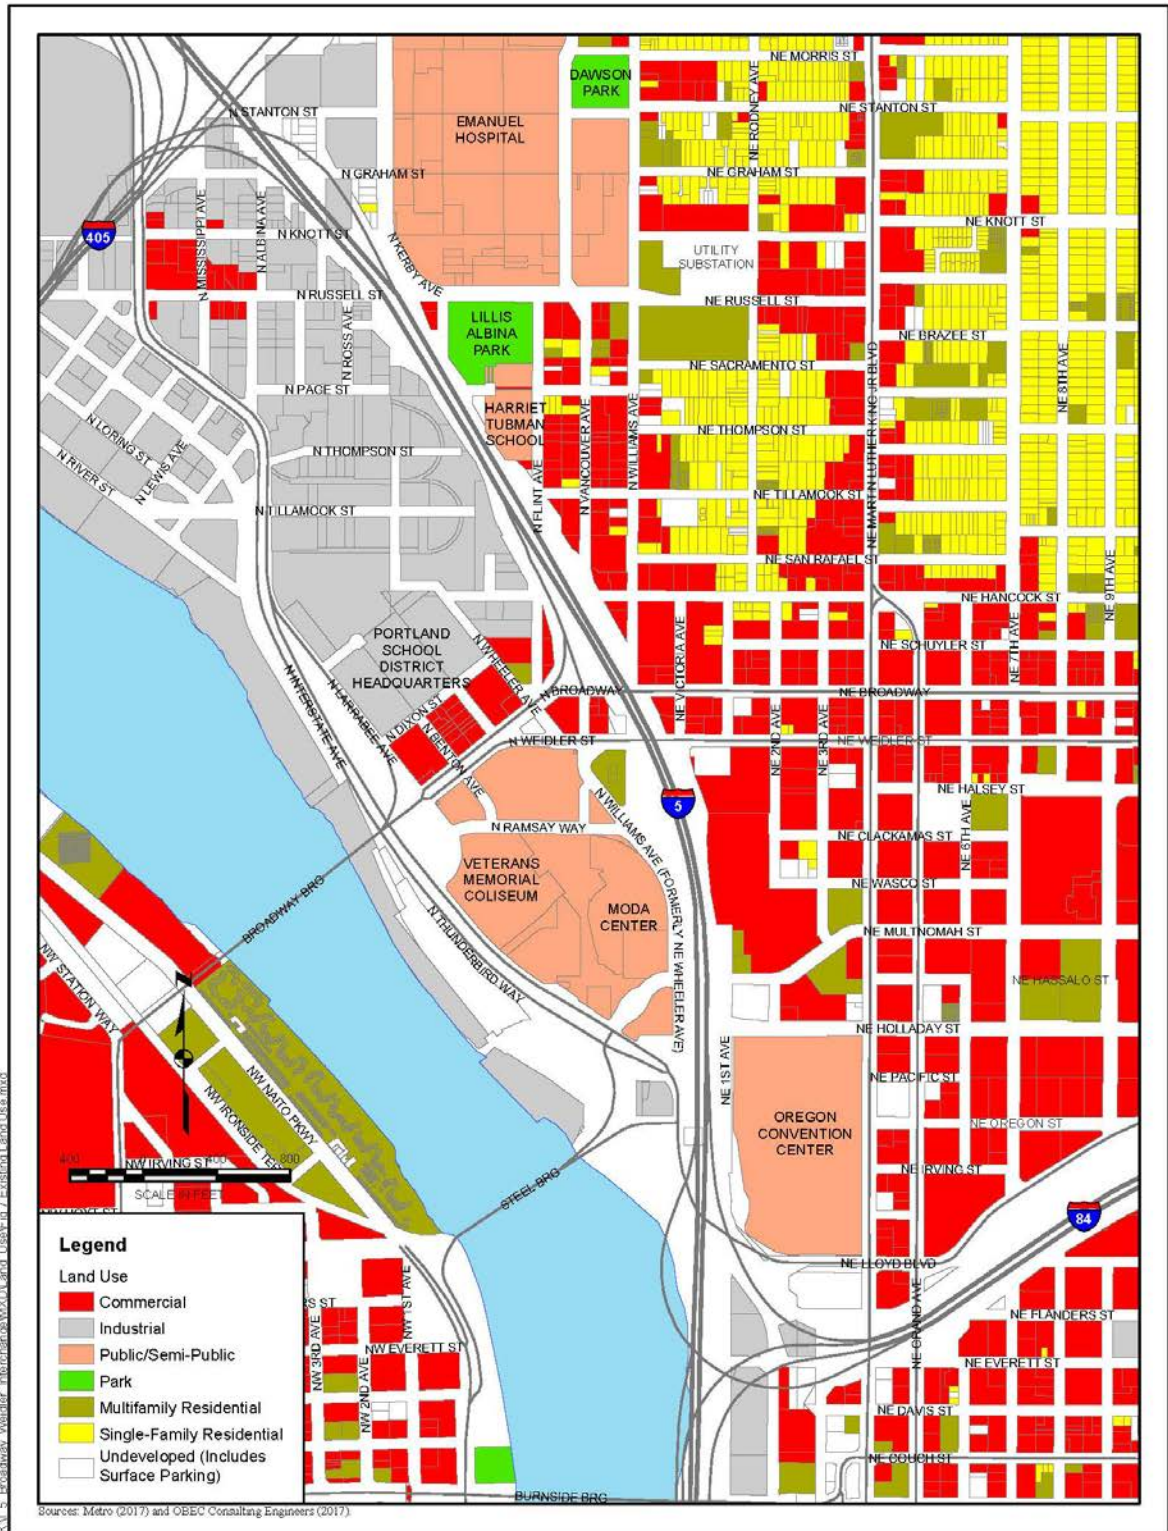 NE MORRIS ST
DAWSON
PARK
NE RODNEY AVE
N STANTON ST
NE STANTON ST
EMANUEL
HOSPITAL
N GRAHAM ST
NE GRAHAM ST
405
N MISSISSIPPI AVE
N ALBINA AVE
N KNOTT ST
NE KNOTT ST
N KERBY AVE
UTILITY
SUBSTATION
N RUSSELL ST
NE RUSSELL ST
LILLIS
ALBINA
PARK
N ROSS AVE
NE BRAZEE ST
NE SACRAMENTO ST
NE 8TH AVE
N PAGE ST
HARRIET
TUBMAN
SCHOOL
N LORING ST
N LEWIS AVE
N RIVER ST
N THOMPSON ST
NE THOMPSON ST
N FLINT AVE
N VANCOUVER AVE
N WILLIAMS AVE
NE MARTIN LUTHER KING JR BLVD
N TILLAMOOK ST
NE TILLAMOOK ST
NE SAN RAFAEL ST
NE HANCOCK ST
NE 9TH AVE
PORTLAND
SCHOOL
DISTRICT
HEADQUARTERS
N WHEELER AVE
NE VICTORIA AVE
NE SCHUYLER ST
NE 7TH AVE
N INTERSTATE AVE
N LARRABEE AVE
N DIXON ST
N BENTON AVE
N BROADWAY
NE BROADWAY
N WEIDLER ST
NE WEIDLER ST
NE 2ND AVE
NE 3RD AVE
NE HALSEY ST
5
N RAMSAY WAY
N WILLIAMS AVE (FORMERLY NE WHEELER AVE)
NE CLACKAMAS ST
NE 6TH AVE
VETERANS
MEMORIAL
COLISEUM
NE WASCO ST
MODA
CENTER
BROADWAY BRG
N THUNDERBIRD WAY
NE MULTNOMAH ST
NW STATION WAY
NE HASSALO ST
NE HOLLADAY ST
NE 1ST AVE
NE PACIFIC ST
NW NAITO PKWY
NW IRONSIDE TER
OREGON
CONVENTION
CENTER
NE OREGON ST
400
0
400
800
NW IRVING ST
SCALE IN FEET
NE IRVING ST
STEEL BRG
NW HOYT ST
84
NE LLOYD BLVD
NE GRAND AVE
Legend
Land Use
Commercial
Industrial
Public/Semi-Public
Park
Multifamily Residential
Single-Family Residential
Undeveloped (Includes
Surface Parking)
RS ST
NW 3RD AVE
NW 2ND AVE
NW 1ST AVE
NW EVERETT ST
NE FLANDERS ST
NE EVERETT ST
NE DAVIS ST
NE COUCH ST
BURNSIDE BRG
Sources: Metro (2017) and OBEC Consulting Engineers (2017).